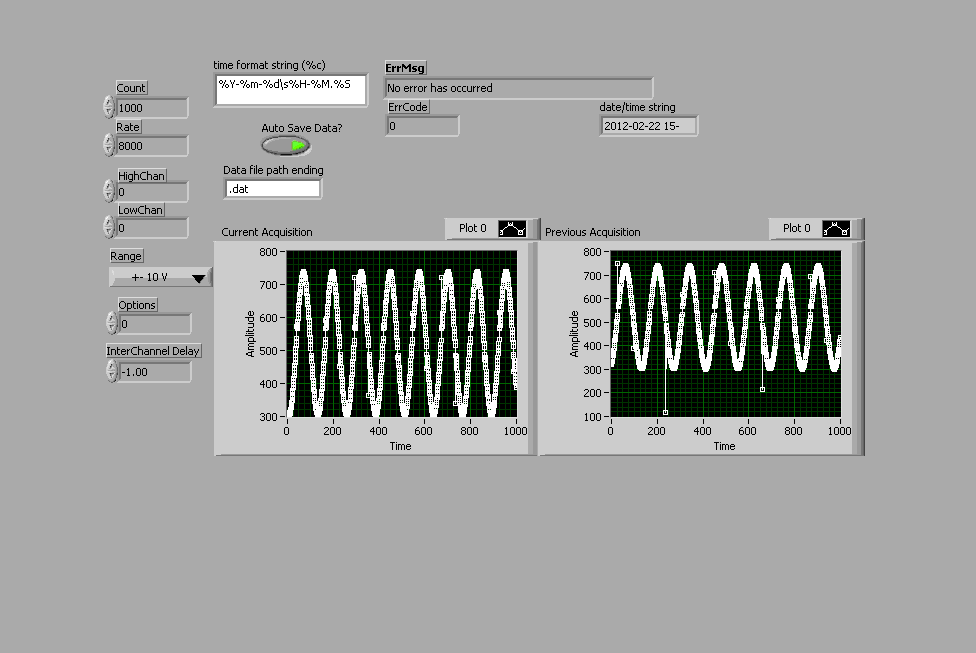 time format string (%c)
%Y-%m-%d\s%H-%M.%S
ErrMsg
No error has occurred
ErrCode
0
date/time string
2012-02-22 15-
Count
1000
Rate
8000
Auto Save Data?
Data file path ending
.dat
HighChan
0
LowChan
0
Range
+- 10 V
Options
0
InterChannel Delay
-1.00
Current Acquisition
Plot 0
Amplitude
800
700
600
500
400
300
0 200 400 600 800 1000
Time
Previous Acquisition
Plot 0
Amplitude
800
700
600
500
400
300
200
100
0 200 400 600 800 1000
Time